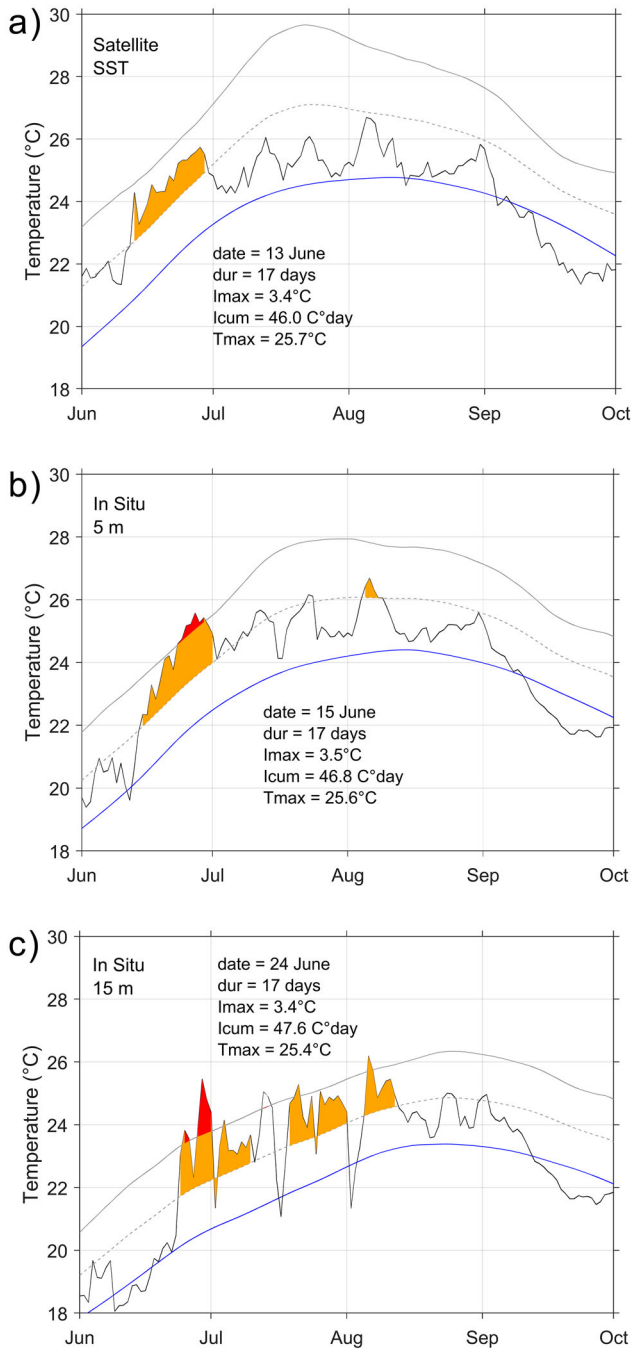 a)
Satellite
SST
Temperature (°C)
30
28
26
24
22
20
18
date = 13 June
dur = 17 days
Imax = 3.4°C
Icum = 46.0 C°day
Tmax = 25.7°C
Jun
Jul
Aug
Sep
Oct
b)
In Situ
5 m
Temperature (°C)
30
28
26
24
22
20
18
date = 15 June
dur = 17 days
Imax = 3.5°C
Icum = 46.8 C°day
Tmax = 25.6°C
Jun
Jul
Aug
Sep
Oct
c)
In Situ
15 m
Temperature (°C)
30
28
26
24
22
20
18
date = 24 June
dur = 17 days
Imax = 3.4°C
Icum = 47.6 C°day
Tmax = 25.4°C
Jun
Jul
Aug
Sep
Oct